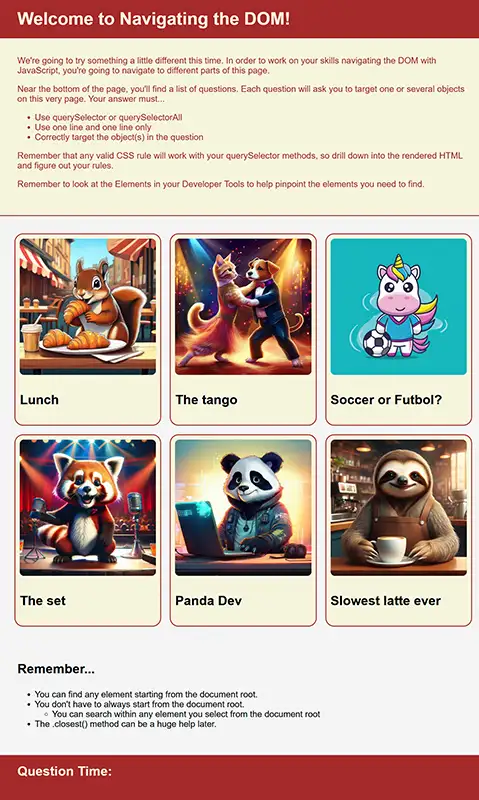 Welcome to Navigating the DOM!
We're going to try something a little different this time. In order to work on your skills navigating the DOM with
JavaScript, you're going to navigate to different parts of this page.
Near the bottom of the page, you'll find a list of questions. Each question will ask you to target one or several objects
on this very page. Your answer must...
Use querySelector or querySelectorAll
Use one line and one line only
Correctly target the object(s) in the question
Remember that any valid CSS rule will work with your querySelector methods, so drill down into the rendered HTML
and figure out your rules.
Remember to look at the Elements in your Developer Tools to help pinpoint the elements you need to find.
Lunch
The tango
Soccer or Futbol?
The set
Panda Dev
Slowest latte ever
Remember...
You can find any element starting from the document root.
You don't have to always start from the document root.
You can search within any element you select from the document root
The .closest() method can be a huge help later.
Question Time: